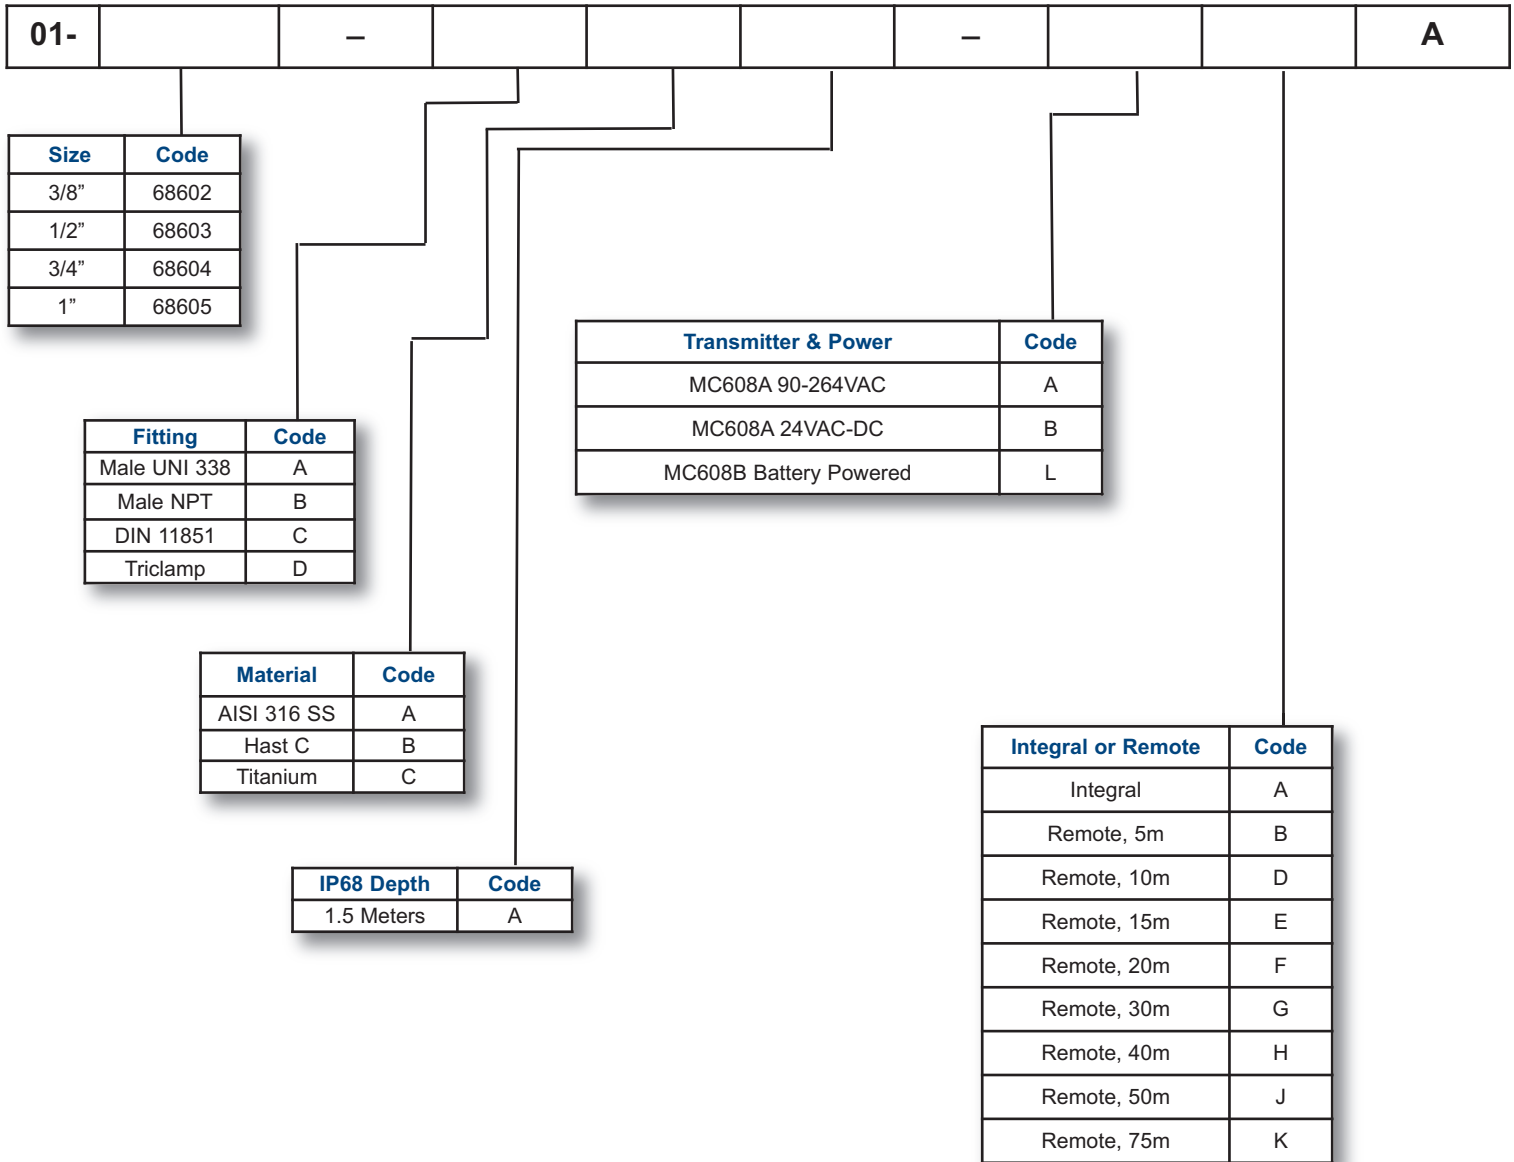 01- – – A
Size Code
3/8” 68602
1/2” 68603
3/4” 68604
1” 68605
Transmitter & Power Code
MC608A 90-264VAC A
MC608A 24VAC-DC B
MC608B Battery Powered L
Fitting Code
Male UNI 338 A
Male NPT B
DIN 11851 C
Triclamp D
Material Code
AISI 316 SS A
Hast C B
Titanium C
Integral or Remote Code
Integral A
Remote, 5m B
Remote, 10m D
Remote, 15m E
Remote, 20m F
Remote, 30m G
Remote, 40m H
Remote, 50m J
Remote, 75m K
IP68 Depth Code
1.5 Meters A